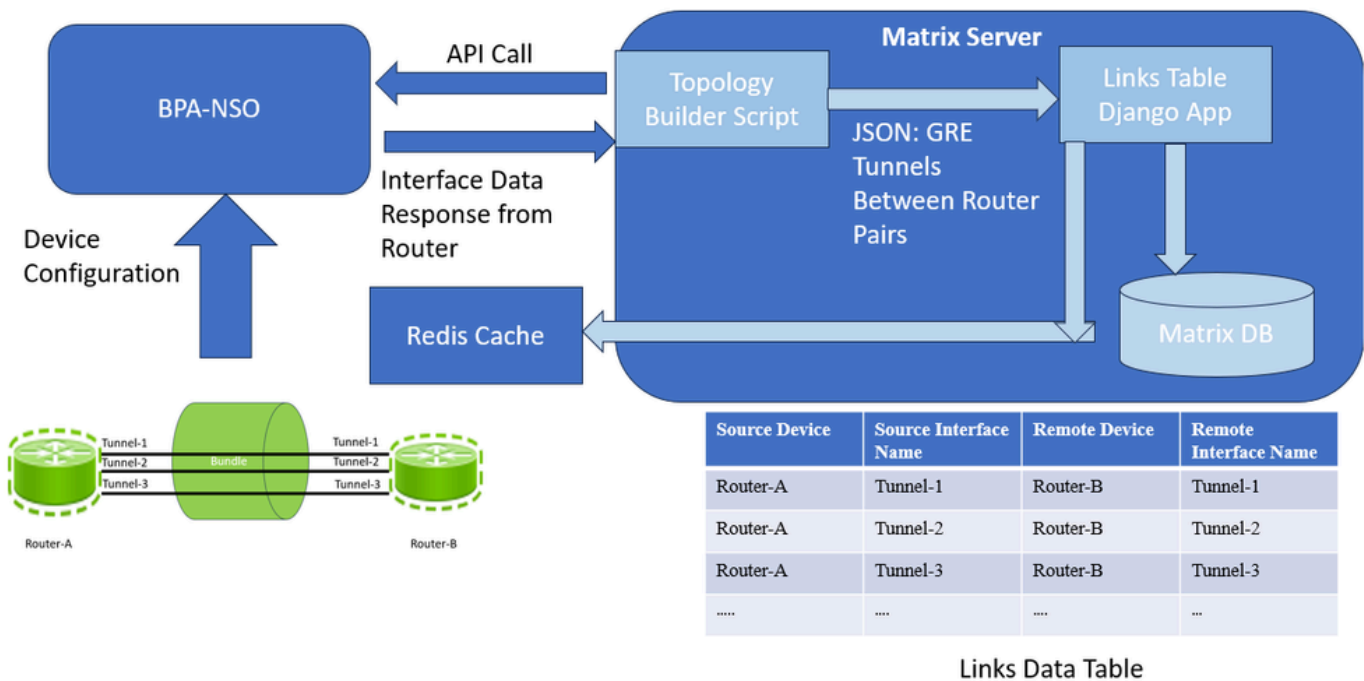 Matrix Server
BPA-NSO
API Call
Topology
Builder Script
Links Table
Django App
JSON: GRE
Tunnels
Between Router
Pairs
Interface Data
Response from
Router
Device
Configuration
Redis Cache
Matrix DB
Tunnel-1
Tunnel-2
Tunnel-3
Bundle
Tunnel-1
Tunnel-2
Tunnel-3
Router-A
Router-B
Source Device
Source Interface
Name
Remote Device
Remote
Interface Name
Router-A Tunnel-1 Router-B Tunnel-1
Router-A Tunnel-2 Router-B Tunnel-2
Router-A Tunnel-3 Router-B Tunnel-3
..... .... .... ...
Links Data Table